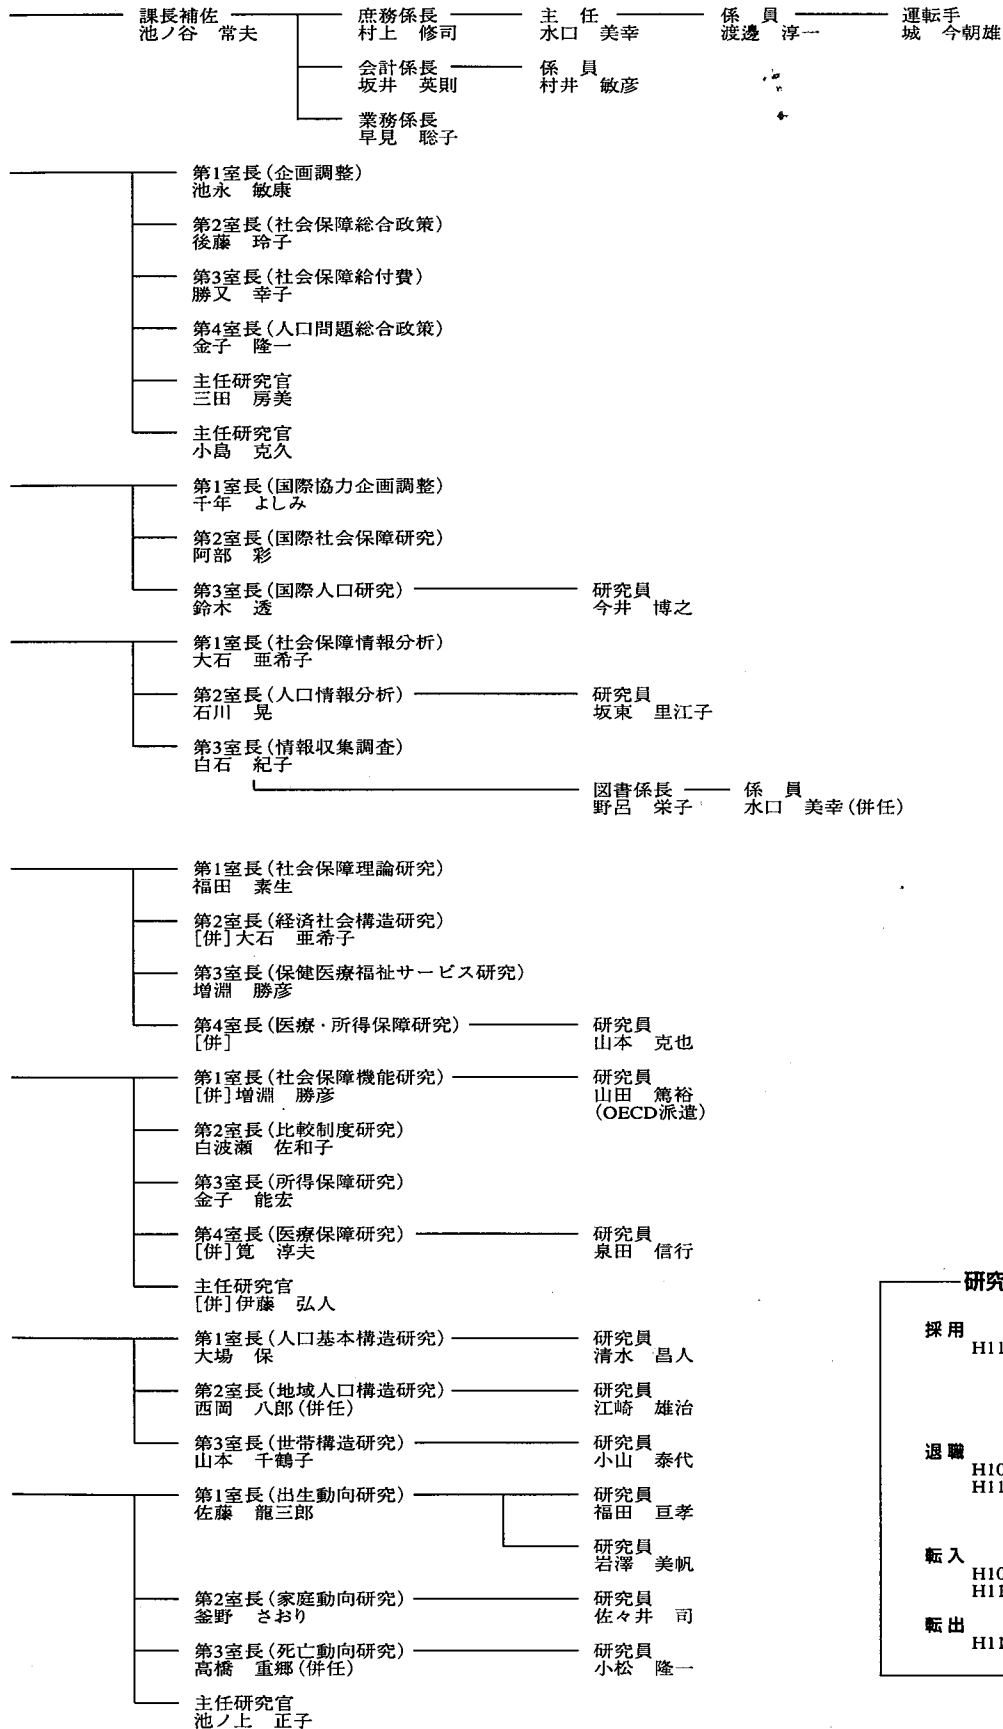 課長補佐 庶務係長 主　任 係　員 運転手
池ノ谷　常夫 村上　修司 水口　美幸 渡邊　淳一 城　今朝雄
会計係長 係　員
坂井　英則 村井　敏彦
業務係長
早見　聡子
第1室長(企画調整)
池永　敏康
第2室長(社会保障総合政策)
後藤　玲子
第3室長(社会保障給付費)
勝又　幸子
第4室長(人口問題総合政策)
金子　隆一
主任研究官
三田　房美
主任研究官
小島　克久
第1室長(国際協力企画調整)
千年　よしみ
第2室長(国際社会保障研究)
阿部　彩
第3室長(国際人口研究) 研究員
鈴木　透 今井　博之
第1室長(社会保障情報分析)
大石　亜希子
第2室長(人口情報分析) 研究員
石川　晃 坂東　里江子
第3室長(情報収集調査)
白石　紀子
図書係長 係　員
野呂　栄子 水口　美幸(併任)
第1室長(社会保障理論研究)
福田　素生
第2室長(経済社会構造研究)
[併]大石　亜希子
第3室長(保健医療福祉サービス研究)
増淵　勝彦
第4室長(医療・所得保障研究) 研究員
[併] 山本　克也
第1室長(社会保障機能研究) 研究員
[併]増淵　勝彦 山田　篤裕
(OECD派遣)
第2室長(比較制度研究)
白波瀬　佐和子
第3室長(所得保障研究)
金子　能宏
第4室長(医療保障研究) 研究員
[併]筧　淳夫 泉田　信行
主任研究官
[併]伊藤　弘人
第1室長(人口基本構造研究) 研究員
大場　保 清水　昌人
第2室長(地域人口構造研究) 研究員
西岡　八郎(併任) 江崎　雄治
第3室長(世帯構造研究) 研究員
山本　千鶴子 小山　泰代
第1室長(出生動向研究) 研究員
佐藤　龍三郎 福田　亘孝
研究員
岩澤　美帆
第2室長(家庭動向研究) 研究員
釜野　さおり 佐々井　司
第3室長(死亡動向研究) 研究員
高橋　重郷(併任) 小松　隆一
主任研究官
池ノ上　正子
研究
採用
H11
退職
H10
H11
転入
H10
H11
転出
H11